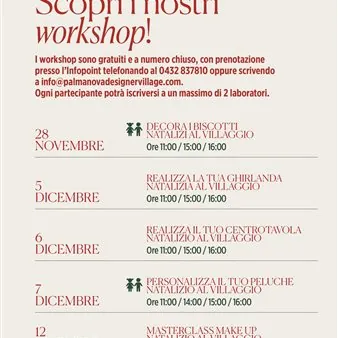 Scopri i nostri
workshop!
I workshop sono gratuiti e a numero chiuso, con prenotazione
presso l'Infopoint telefonando al 0432 837810 oppure scrivendo
a info@palmanovadesignervillage.com.
Ogni partecipante potrà iscriversi a un massimo di 2 laboratori.
28
NOVEMBRE
DECORA I BISCOTTI
NATALIZI AL VILLAGGIO
Ore 11:00 / 15:00 / 16:00
5
DICEMBRE
REALIZZA LA TUA GHIRLANDA
NATALIZIA AL VILLAGGIO
Ore 11:00 / 15:00 / 16:00
6
DICEMBRE
REALIZZA IL TUO CENTROTAVOLA
NATALIZIO AL VILLAGGIO
Ore 11:00 / 15:00 / 16:00
7
DICEMBRE
PERSONALIZZA IL TUO PELUCHE
NATALIZIO AL VILLAGGIO
Ore 11:00 / 14:00 / 15:00 / 16:00
12
MASTERCLASS MAKE UP
NATALIZIO AL VILLAGGIO